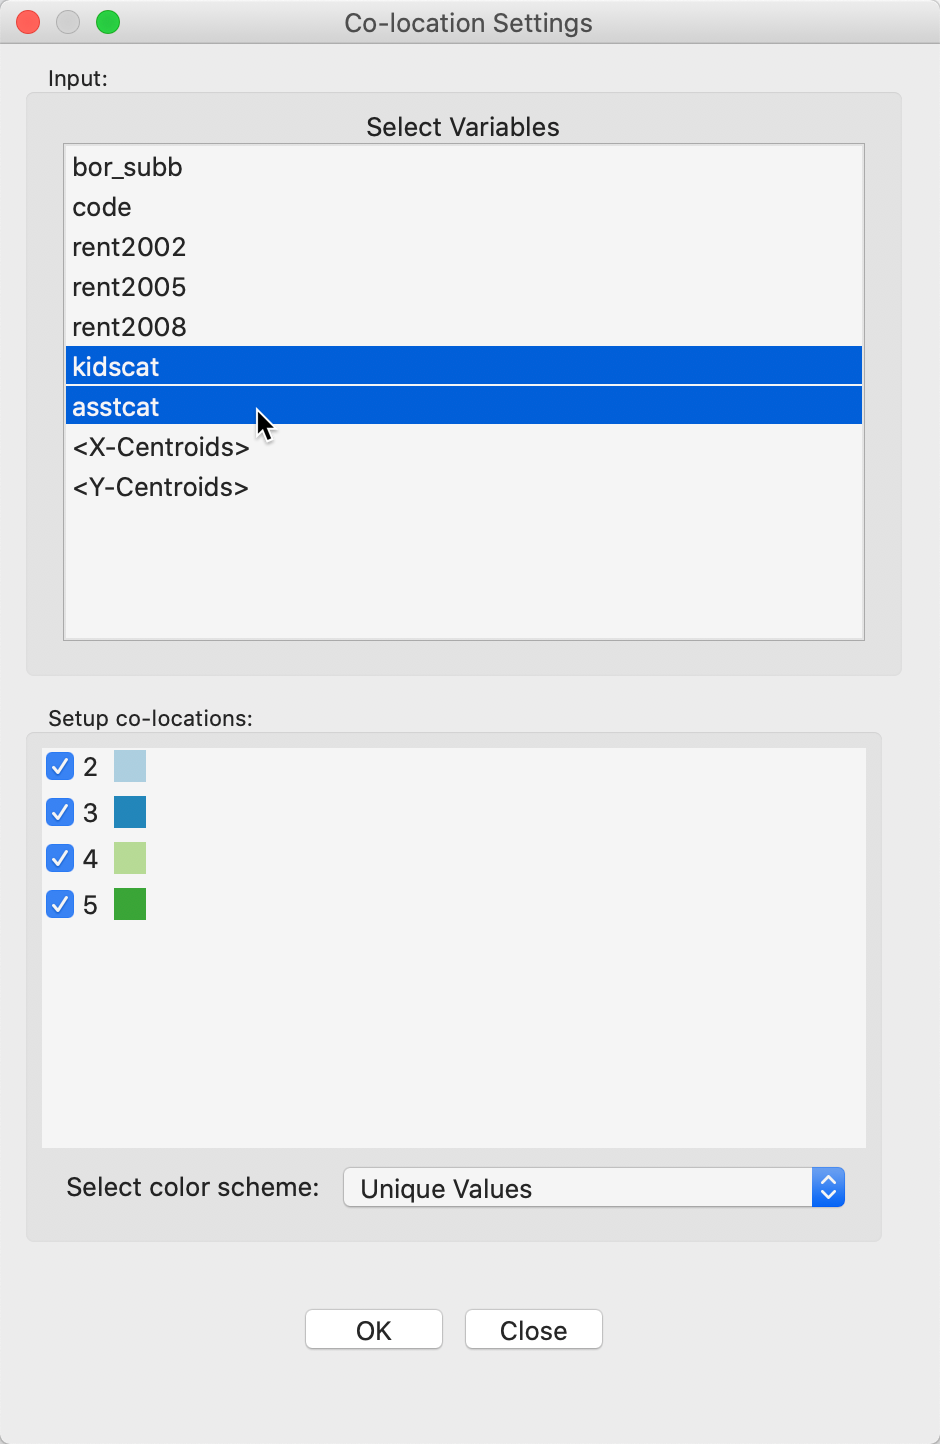 Co-location Settings
Input:
Select Variables
bor_subb
code
rent2002
rent2005
rent2008
kidscat
asstcat
<X-Centroids>
<Y-Centroids>
Setup co-locations:
2
3
4
5
Select color scheme: Unique Values
OK Close